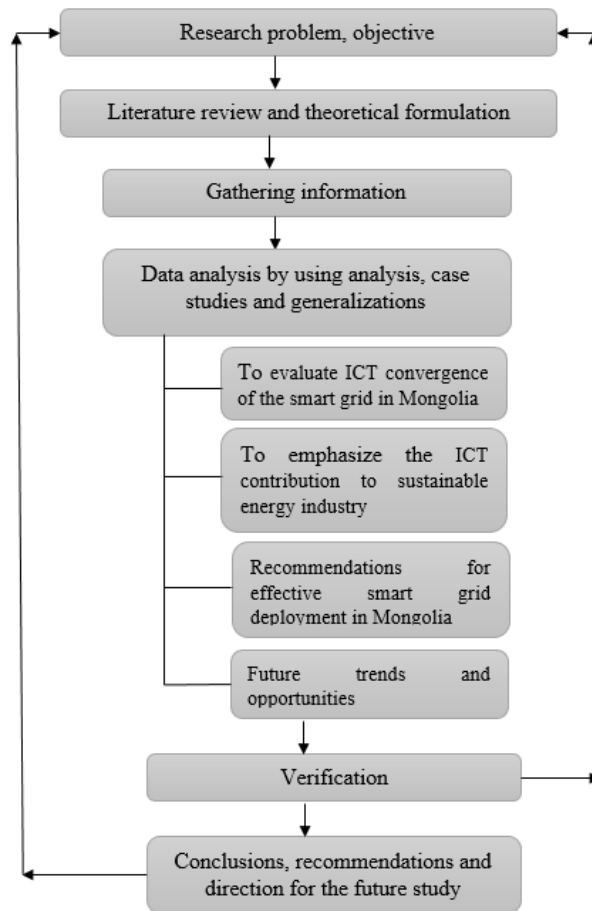 Research problem, objective
Literature review and theoretical formulation
Gathering information
Data analysis by using analysis, case
studies and generalizations
To evaluate ICT convergence
of the smart grid in Mongolia
To emphasize the ICT
contribution to sustainable
energy industry
Recommendations for
effective smart grid
deployment in Mongolia
Future trends and
opportunities
Verification
Conclusions, recommendations and
direction for the future study